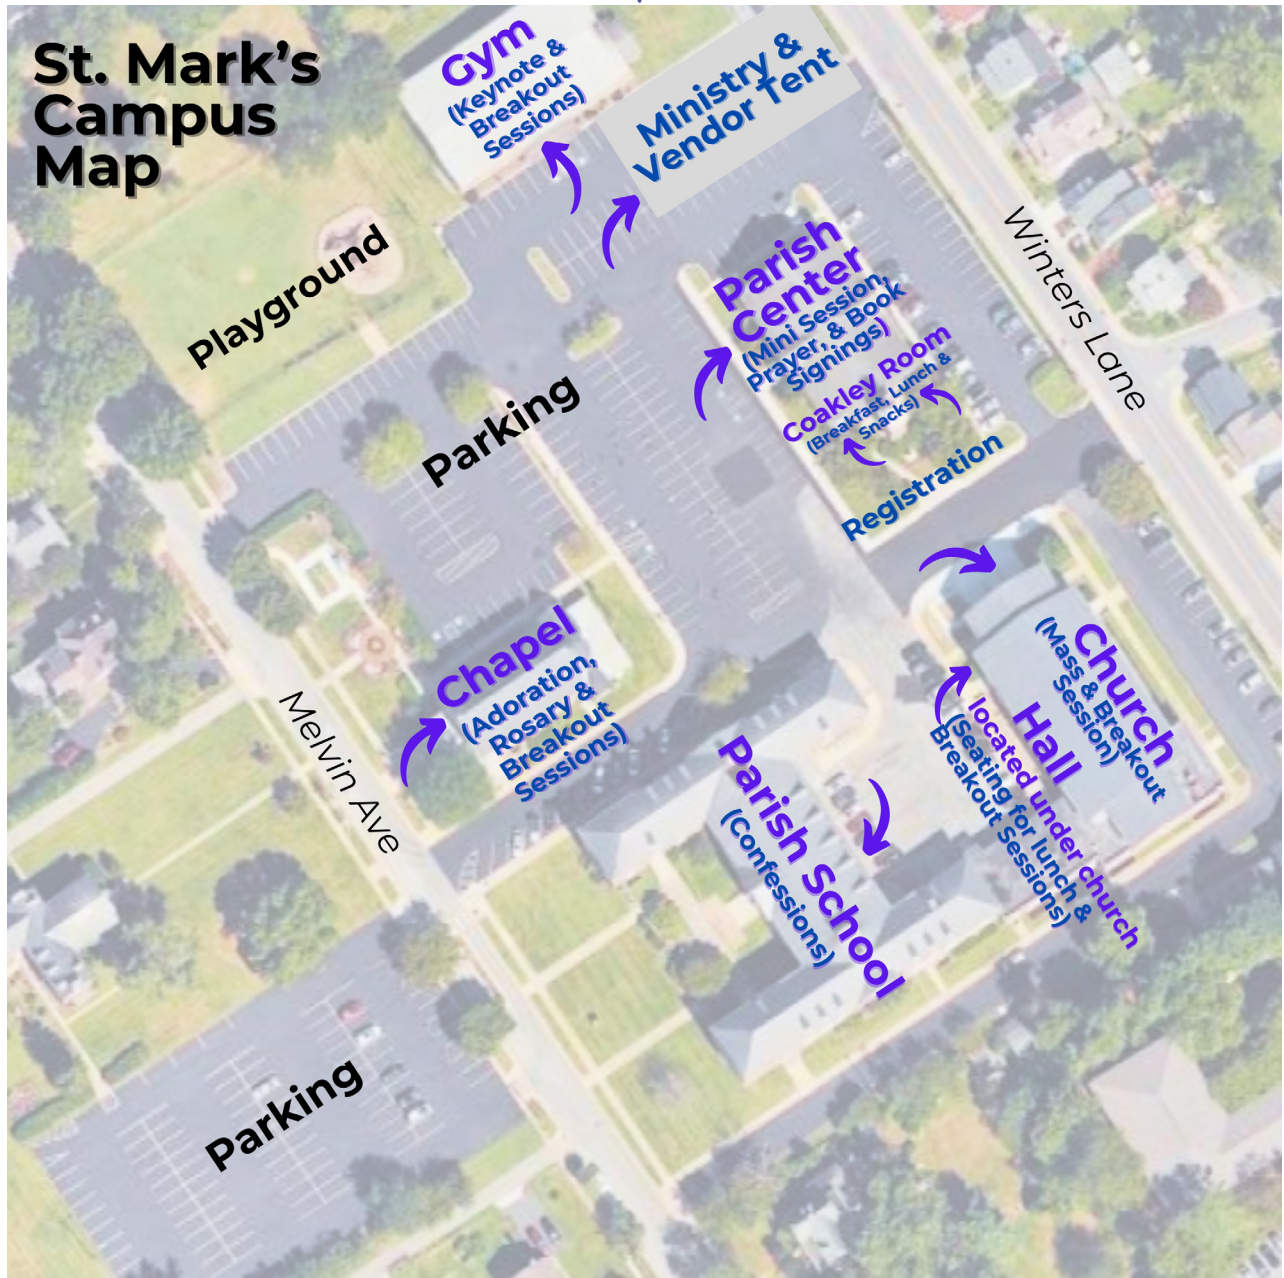 St. Mark's
Campus
Map
Gym
(Keynote &
Breakout
Sessions)
Ministry &
Vendor Tent
Playground
Parking
Parish
Center
(Mini Session,
Prayer, & Book
Signings)
Coakley Room
(Breakfast, Lunch &
Snacks)
Registration
Winters Lane
Chapel
(Adoration,
Rosary &
Breakout
Sessions)
Melvin Ave
Church
(Mass & Breakout
Session)
Hall
located under church
(Seating for lunch &
Breakout Sessions)
Parish School
(Confessions)
Parking